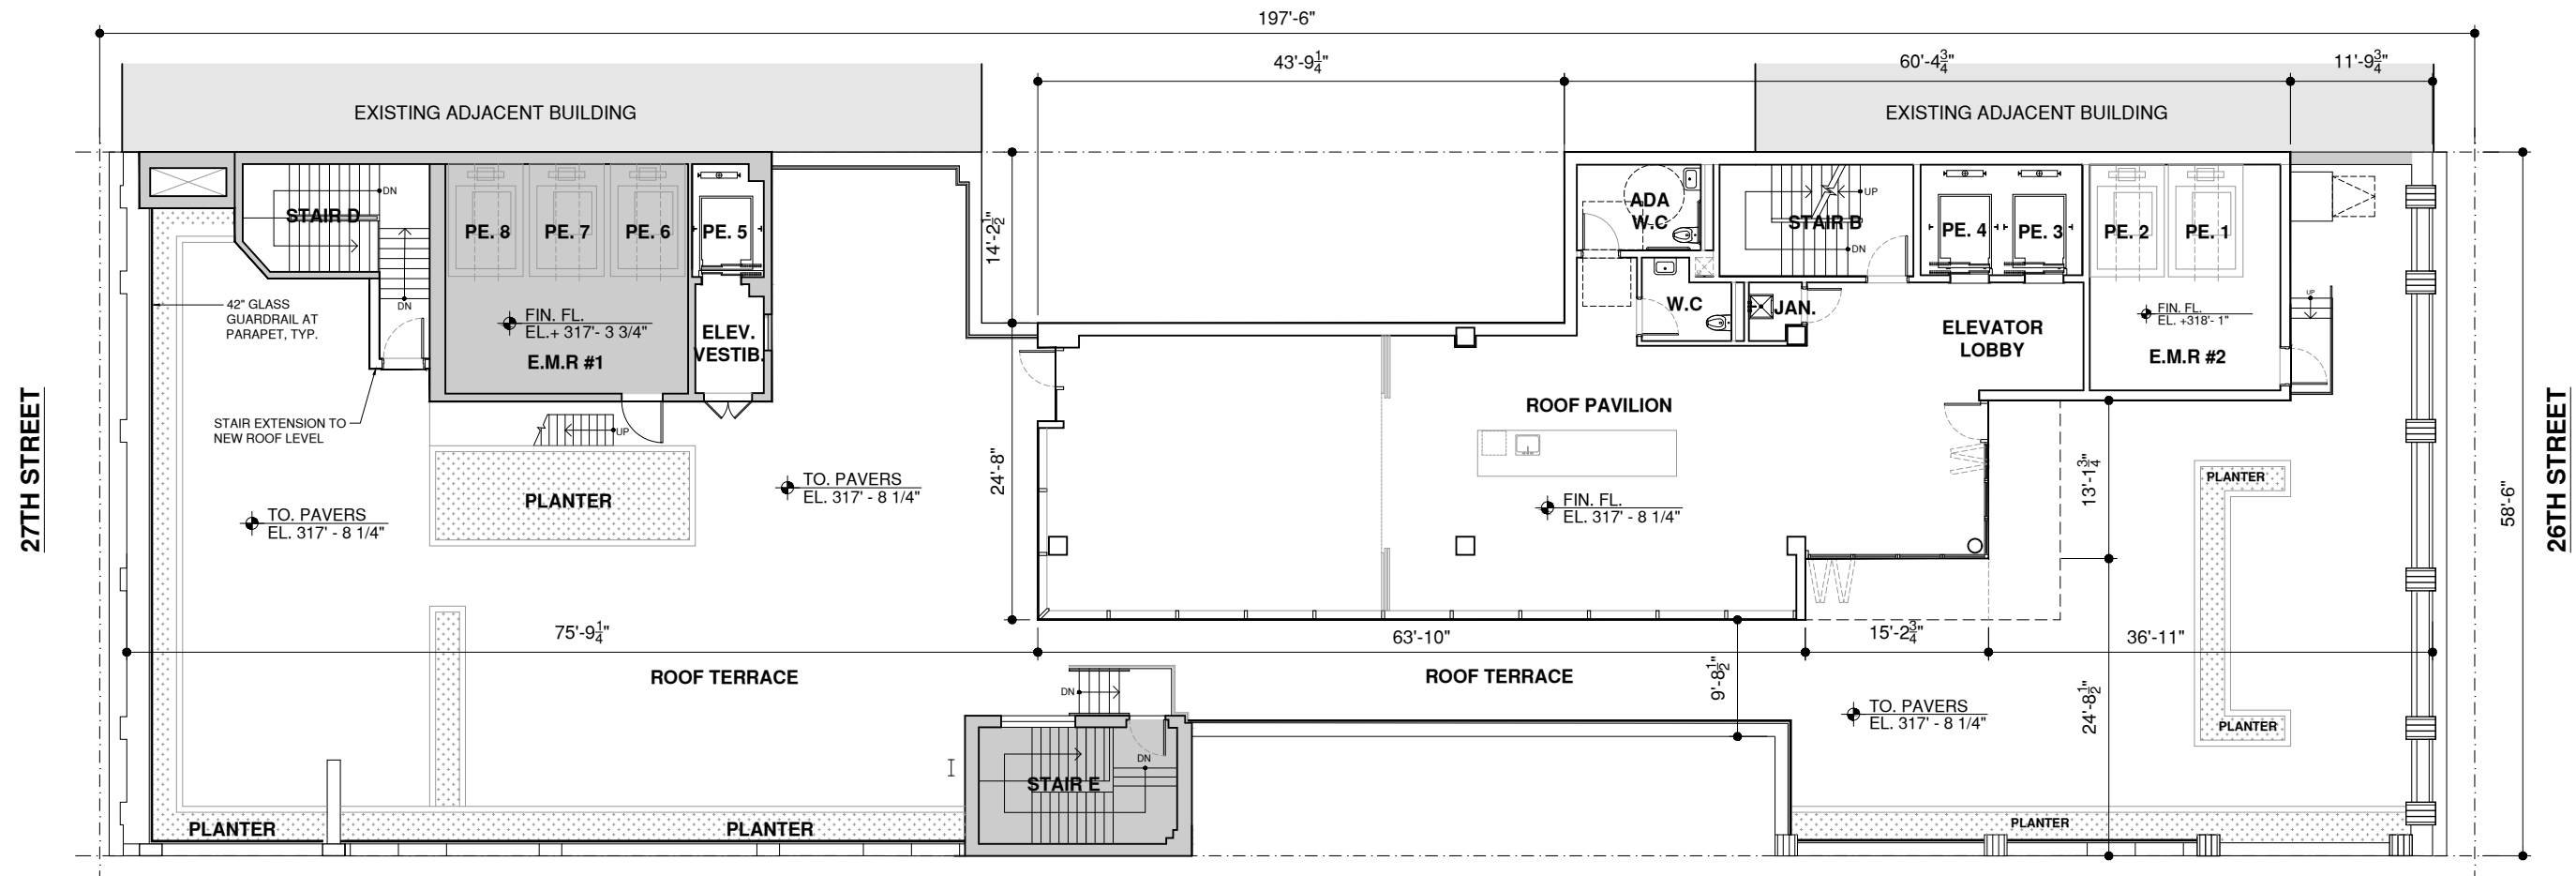 197'-6"
43'-9 1/4"
60'-4 3/4"
11'-9 3/4"
EXISTING ADJACENT BUILDING
EXISTING ADJACENT BUILDING
DN
STAIR D
PE. 8
PE. 7
PE. 6
PE. 5
14'-2 1/2"
ADA
W.C
UP
STAIR B
DN
PE. 4
PE. 3
PE. 2
PE. 1
42" GLASS
GUARDRAIL AT
PARAPET, TYP.
DN
FIN. FL.
EL.+ 317'- 3 3/4"
E.M.R #1
ELEV.
VESTIB.
W.C
JAN.
ELEVATOR
LOBBY
FIN. FL.
EL. +318'- 1"
E.M.R #2
UP
27TH STREET
STAIR EXTENSION TO
NEW ROOF LEVEL
UP
ROOF PAVILION
26TH STREET
TO. PAVERS
EL. 317' - 8 1/4"
PLANTER
TO. PAVERS
EL. 317' - 8 1/4"
24'-8"
FIN. FL.
EL. 317' - 8 1/4"
13'-1 3/4"
PLANTER
58'-6"
75'-9 1/4"
63'-10"
15'-2 3/4"
36'-11"
ROOF TERRACE
DN
ROOF TERRACE
9'-8 1/2"
TO. PAVERS
EL. 317' - 8 1/4"
24'-8 1/2"
PLANTER
DN
STAIR E
PLANTER
PLANTER
PLANTER